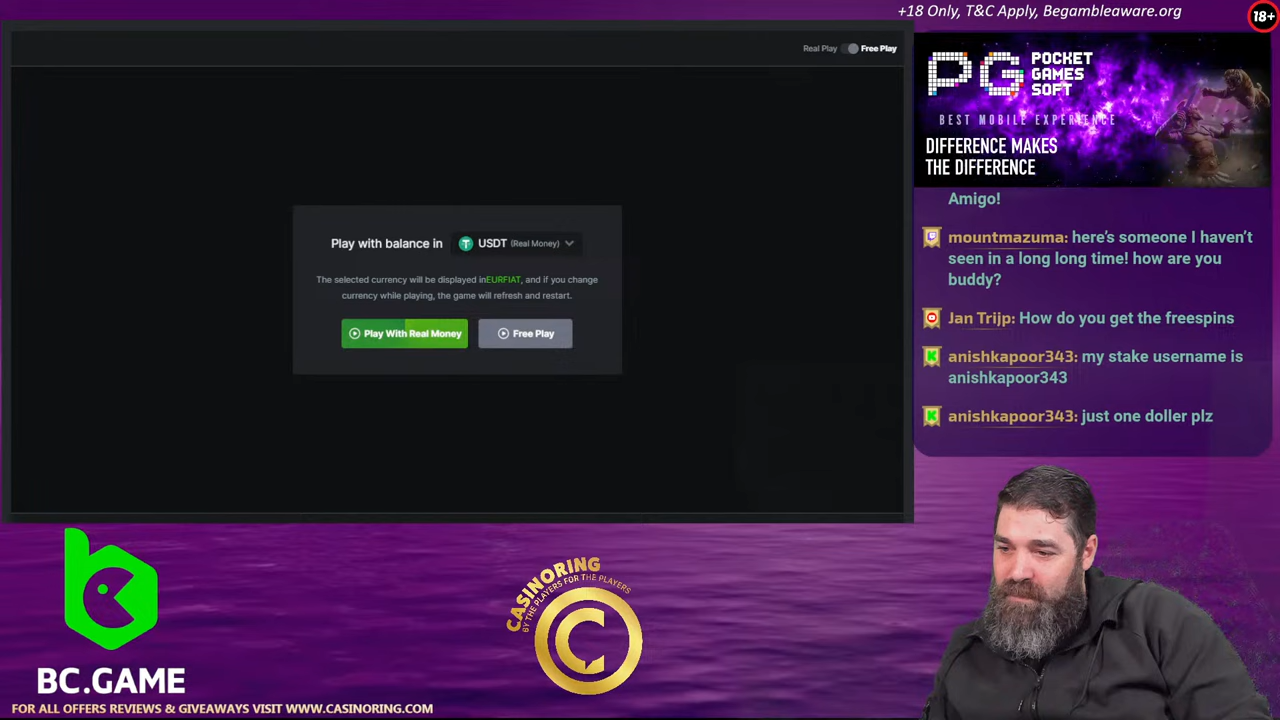 +18 Only, T&C Apply, Begambleaware.org
18+
Real Play Free Play
PG POCKET
GAMES
SOFT
BEST MOBILE EXPERIENCE
DIFFERENCE MAKES
THE DIFFERENCE
Amigo!
mountmazuma: here's someone I haven't
seen in a long long time! how are you
buddy?
Jan Trijp: How do you get the freespins
anishkapoor343: my stake username is
anishkapoor343
anishkapoor343: just one doller plz
Play with balance in USDT (Real Money)
The selected currency will be displayed inEURFIAT, and if you change
currency while playing, the game will refresh and restart.
Play With Real Money Free Play
BC.GAME
CASINORING
BY THE PLAYERS FOR THE PLAYERS
FOR ALL OFFERS REVIEWS & GIVEAWAYS VISIT WWW.CASINORING.COM